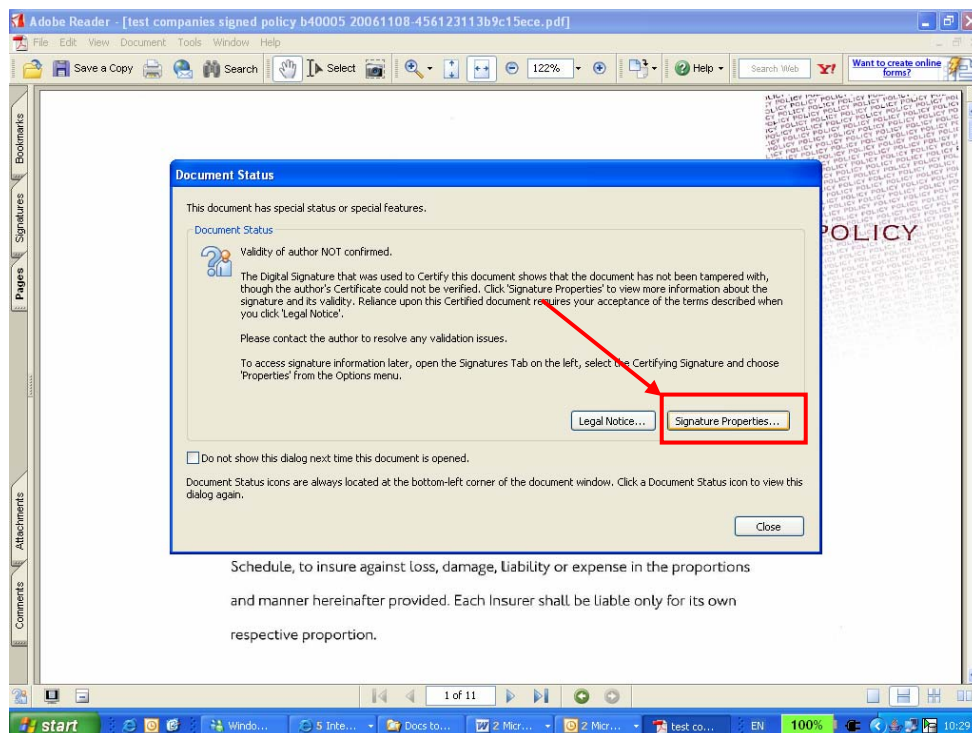 Adobe Reader - [test companies signed policy b40005 20061108-456123113b9c15ece.pdf]
File Edit View Document Tools Window Help
Save a Copy Search Select 122% Help Search Web Y! Want to create online
forms?
Bookmarks
Signatures
Pages
Attachments
Comments
POLICY
Document Status
This document has special status or special features.
Document Status
Validity of author NOT confirmed.
The Digital Signature that was used to Certify this document shows that the document has not been tampered with,
though the author's Certificate could not be verified. Click 'Signature Properties' to view more information about the
signature and its validity. Reliance upon this Certified document requires your acceptance of the terms described when
you click 'Legal Notice'.
Please contact the author to resolve any validation issues.
To access signature information later, open the Signatures Tab on the left, select the Certifying Signature and choose
'Properties' from the Options menu.
Legal Notice... Signature Properties...
Do not show this dialog next time this document is opened.
Document Status icons are always located at the bottom-left corner of the document window. Click a Document Status icon to view this
dialog again.
Close
Schedule, to insure against loss, damage, liability or expense in the proportions
and manner hereinafter provided. Each Insurer shall be liable only for its own
respective proportion.
1 of 11
start Windo... 5 Inte... Docs to... 2 Micr... 2 Micr... test co... EN 100% 10:29